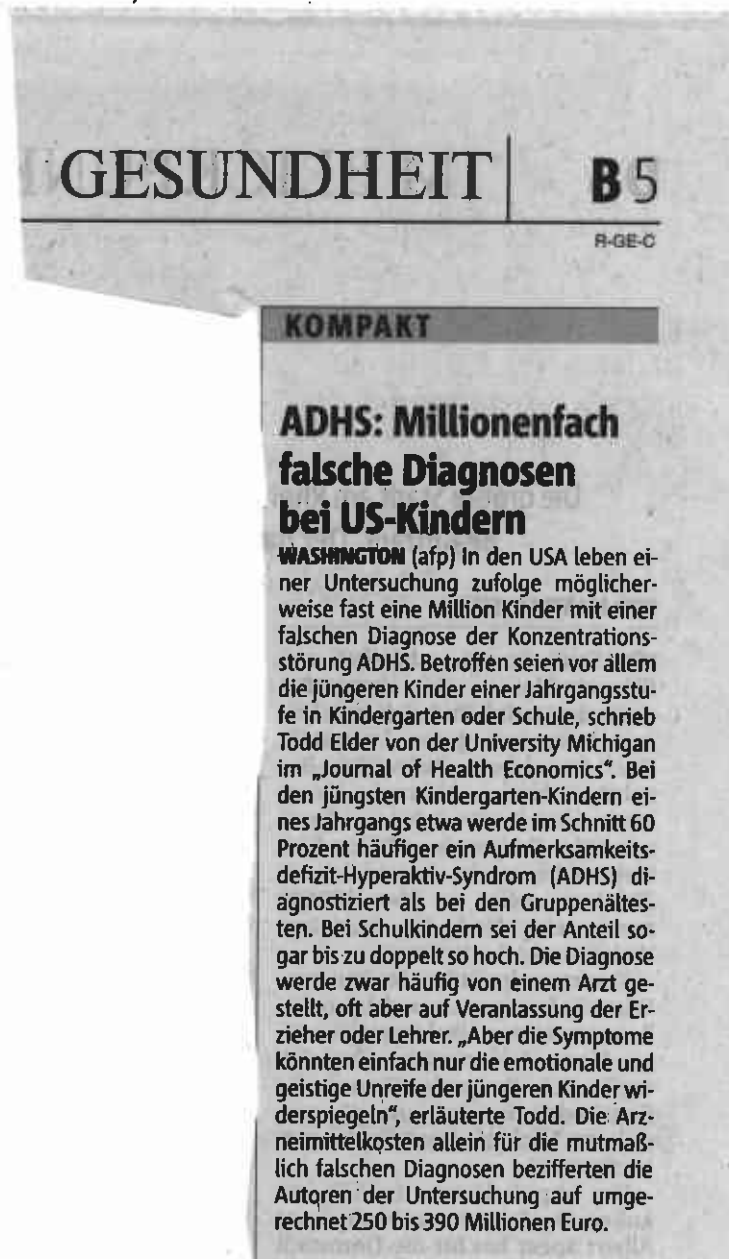 GESUNDHEIT B 5
R-GE-C
KOMPAKT
ADHS: Millionenfach
falsche Diagnosen
bei US-Kindern
WASHINGTON (afp) In den USA leben ei-
ner Untersuchung zufolge möglicher-
weise fast eine Million Kinder mit einer
falschen Diagnose der Konzentrations-
störung ADHS. Betroffen seien vor allem
die jüngeren Kinder einer Jahrgangsstu-
fe in Kindergarten oder Schule, schrieb
Todd Elder von der University Michigan
im „Journal of Health Economics“. Bei
den jüngsten Kindergarten-Kindern ei-
nes Jahrgangs etwa werde im Schnitt 60
Prozent häufiger ein Aufmerksamkeits-
defizit-Hyperaktiv-Syndrom (ADHS) di-
agnostiziert als bei den Gruppenältes-
ten. Bei Schulkindern sei der Anteil so-
gar bis zu doppelt so hoch. Die Diagnose
werde zwar häufig von einem Arzt ge-
stellt, oft aber auf Veranlassung der Er-
zieher oder Lehrer. „Aber die Symptome
könnten einfach nur die emotionale und
geistige Unreife der jüngeren Kinder wi-
derspiegeln“, erläuterte Todd. Die Arz-
neimittelkosten allein für die mutmaß-
lich falschen Diagnosen bezifferten die
Autoren der Untersuchung auf umge-
rechnet 250 bis 390 Millionen Euro.